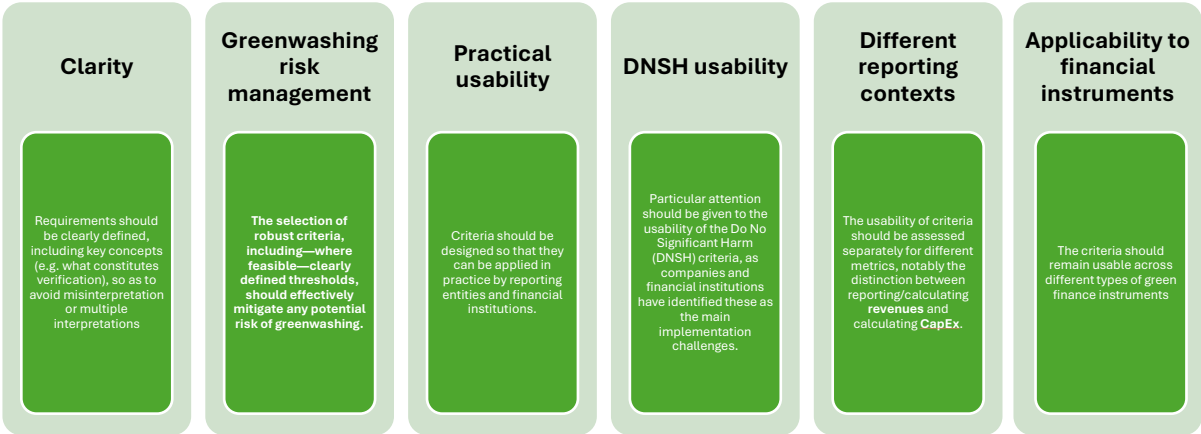 Clarity
Requirements should
be clearly defined,
including key concepts
(e.g. what constitutes
verification), so as to
avoid misinterpretation
or multiple
interpretations
Greenwashing
risk
management
The selection of
robust criteria,
including—where
feasible—clearly
defined thresholds,
should effectively
mitigate any potential
risk of greenwashing.
Practical
usability
Criteria should be
designed so that they
can be applied in
practice by reporting
entities and financial
institutions.
DNSH usability
Particular attention
should be given to the
usability of the Do No
Significant Harm
(DNSH) criteria, as
companies and
financial institutions
have identified these as
the main
implementation
challenges.
Different
reporting
contexts
The usability of criteria
should be assessed
separately for different
metrics, notably the
distinction between
reporting/calculating
revenues and
calculating CapEx.
Applicability to
financial
instruments
The criteria should
remain usable across
different types of green
finance instruments